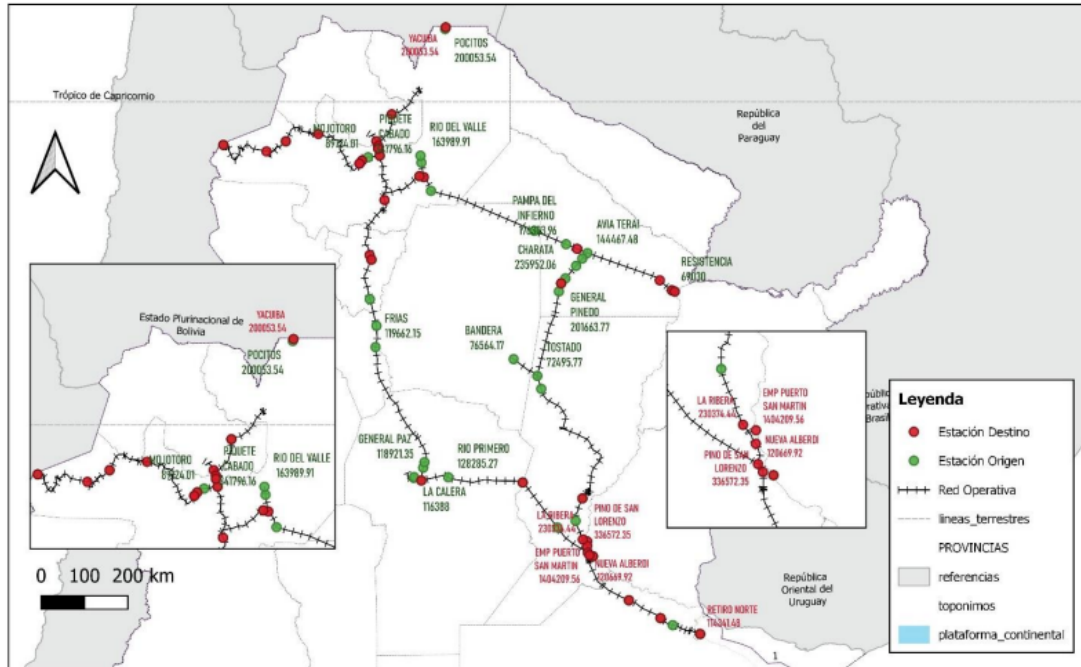 YACUIBA
200053.54
POCITOS
200053.54
Trópico de Capricornio
República
del
Paraguay
MOJOTORO
PIQUETE
CABADO
RIO DEL VALLE
163989.91
PAMPA DEL
INFIERNO
AVIA TERAI
144467.48
CHARATA
235952.06
RESISTENCIA
69030
GENERAL
PINEDO
201663.77
FRIAS
119662.15
BANDERA
76564.17
TOSTADO
72495.77
GENERAL PAZ
118921.35
RIO PRIMERO
128285.27
LA CALERA
116388
LA RIBERA
PINO DE SAN
LORENZO
336572.35
EMP PUERTO
SAN MARTIN
1404209.56
NUEVA ALBERDI
120669.92
RETIRO NORTE
República
Oriental del
Uruguay
1
YACUIBA
200053.54
Estado Plurinacional de
Bolivia
POCITOS
200053.54
MOJOTORO
PIQUETE
CABADO
RIO DEL VALLE
163989.91
0 100 200 km
LA RIBERA
230374.44
EMP PUERTO
SAN MARTIN
1404209.56
NUEVA ALBERDI
120669.92
PINO DE SAN
LORENZO
336572.35
Leyenda
Estación Destino
Estación Origen
Red Operativa
lineas_terrestres
PROVINCIAS
referencias
toponimos
plataforma_continental